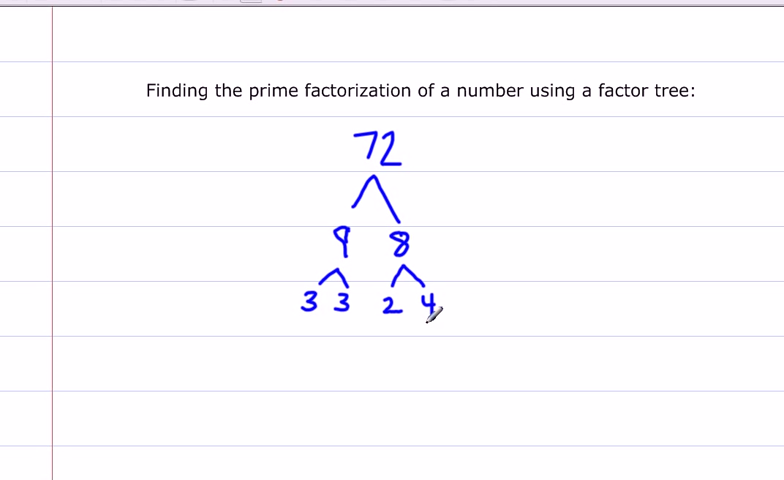 Finding the prime factorization of a number using a factor tree:
72
9 8
3 3 2 4